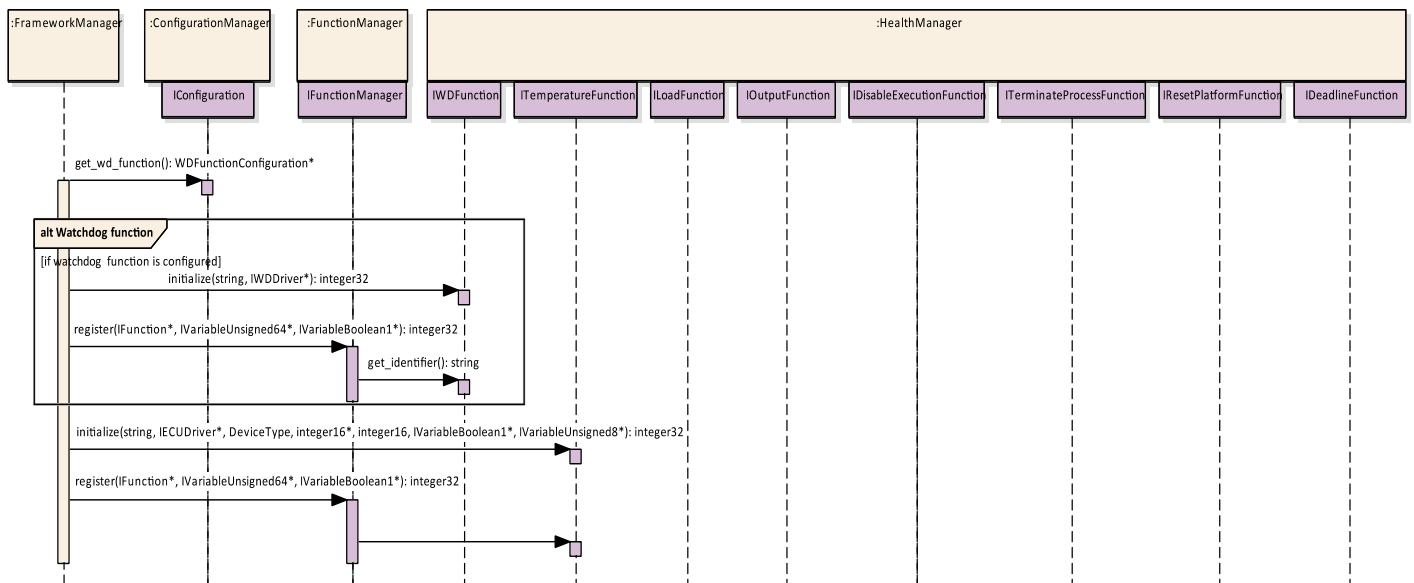 :FrameworkManager
:ConfigurationManager
:FunctionManager
:HealthManager
IConfiguration
IFunctionManager
IWDFunction
ITemperatureFunction
ILoadFunction
IOutputFunction
IDisableExecutionFunction
ITerminateProcessFunction
IResetPlatformFunction
IDeadlineFunction
get_wd_function(): WDFunctionConfiguration*
alt Watchdog function
[if watchdog function is configured]
initialize(string, IWDDriver*): integer32
register(IFunction*, IVariableUnsigned64*, IVariableBoolean1*): integer32
get_identifier(): string
initialize(string, IECUDriver*, DeviceType, integer16*, integer16, IVariableBoolean1*, IVariableUnsigned8*): integer32
register(IFunction*, IVariableUnsigned64*, IVariableBoolean1*): integer32